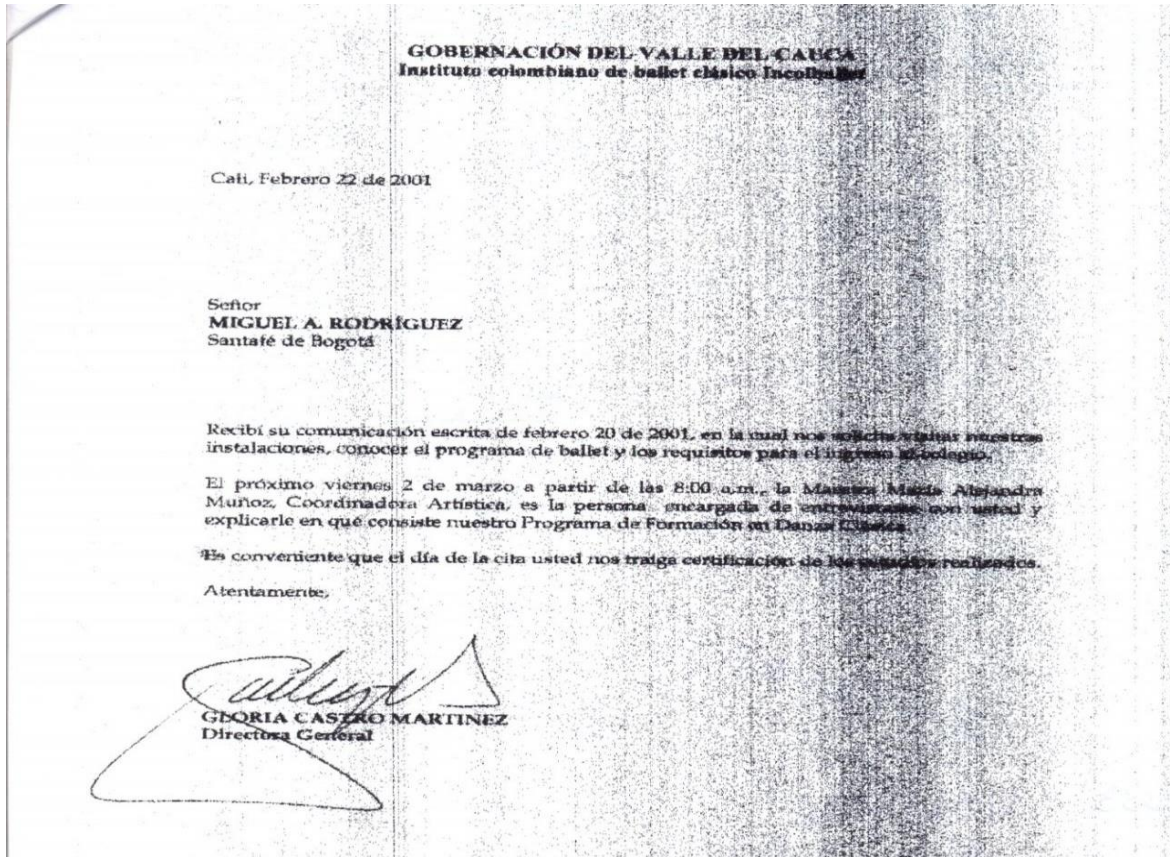 GOBERNACIÓN DEL VALLE DEL CAUCA
Instituto colombiano de ballet clásico Incolballet
Cali, Febrero 22 de 2001
Señor
MIGUEL A. RODRÍGUEZ
Santafé de Bogotá
Recibí su comunicación escrita de febrero 20 de 2001, en la cual nos solicita visitar nuestras
instalaciones, conocer el programa de ballet y los requisitos para el ingreso al colegio.
El próximo viernes 2 de marzo a partir de las 8:00 a.m., la Maestra María Alejandra
Muñoz, Coordinadora Artística, es la persona encargada de entrevistarse con usted y
explicarle en qué consiste nuestro Programa de Formación en Danza Clásica.
Es conveniente que el día de la cita usted nos traiga certificación de los estudios realizados.
Atentamente,
GLORIA CASTRO MARTINEZ
Directora General